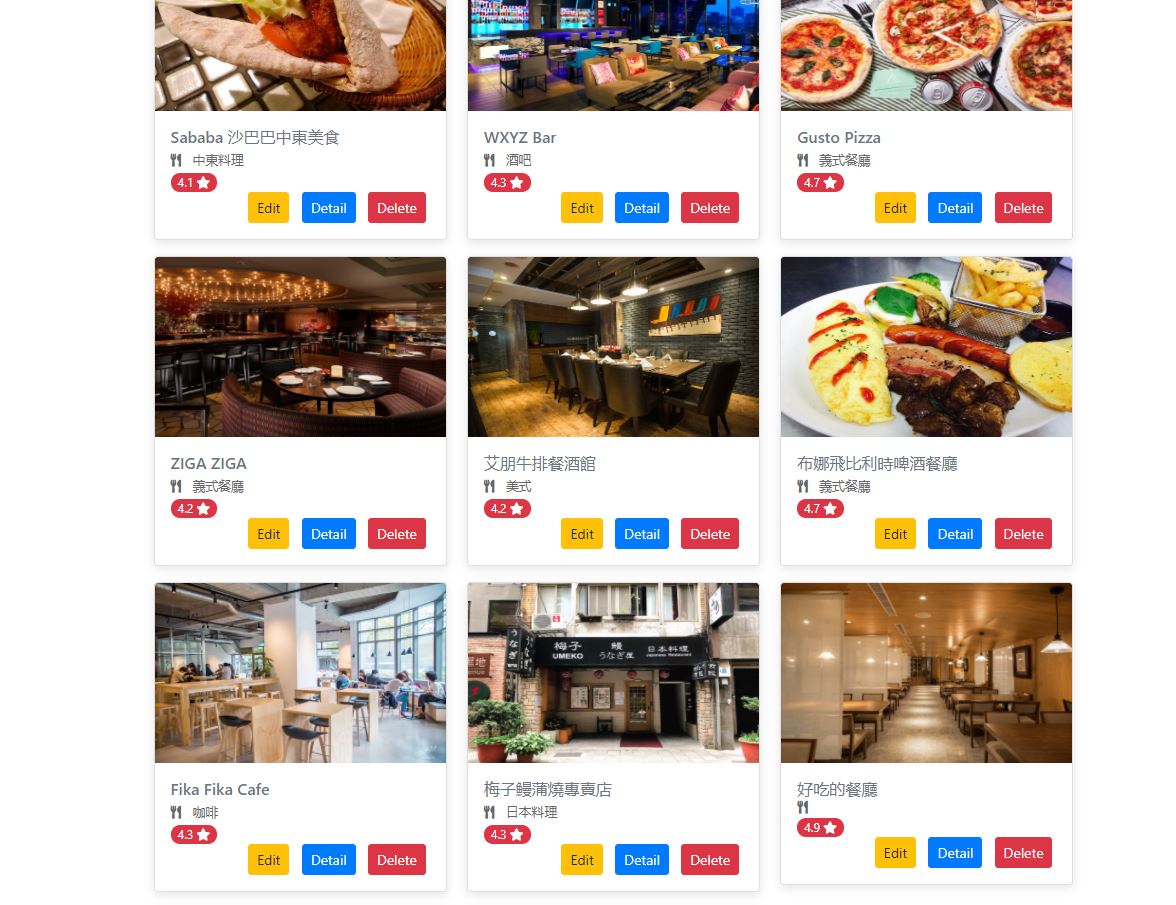 Sababa 沙巴巴中東美食
中東料理
4.1
Edit Detail Delete
WXYZ Bar
酒吧
4.3
Edit Detail Delete
Gusto Pizza
義式餐廳
4.7
Edit Detail Delete
ZIGA ZIGA
義式餐廳
4.2
Edit Detail Delete
艾朋牛排餐酒館
美式
4.2
Edit Detail Delete
布娜飛比利時啤酒餐廳
義式餐廳
4.7
Edit Detail Delete
Fika Fika Cafe
咖啡
4.3
Edit Detail Delete
梅子 鰻 日本料理
UMEKO うなぎ屋 Japanese Restaurant
うなぎ
梅子鰻蒲燒專賣店
日本料理
4.3
Edit Detail Delete
好吃的餐廳
4.9
Edit Detail Delete